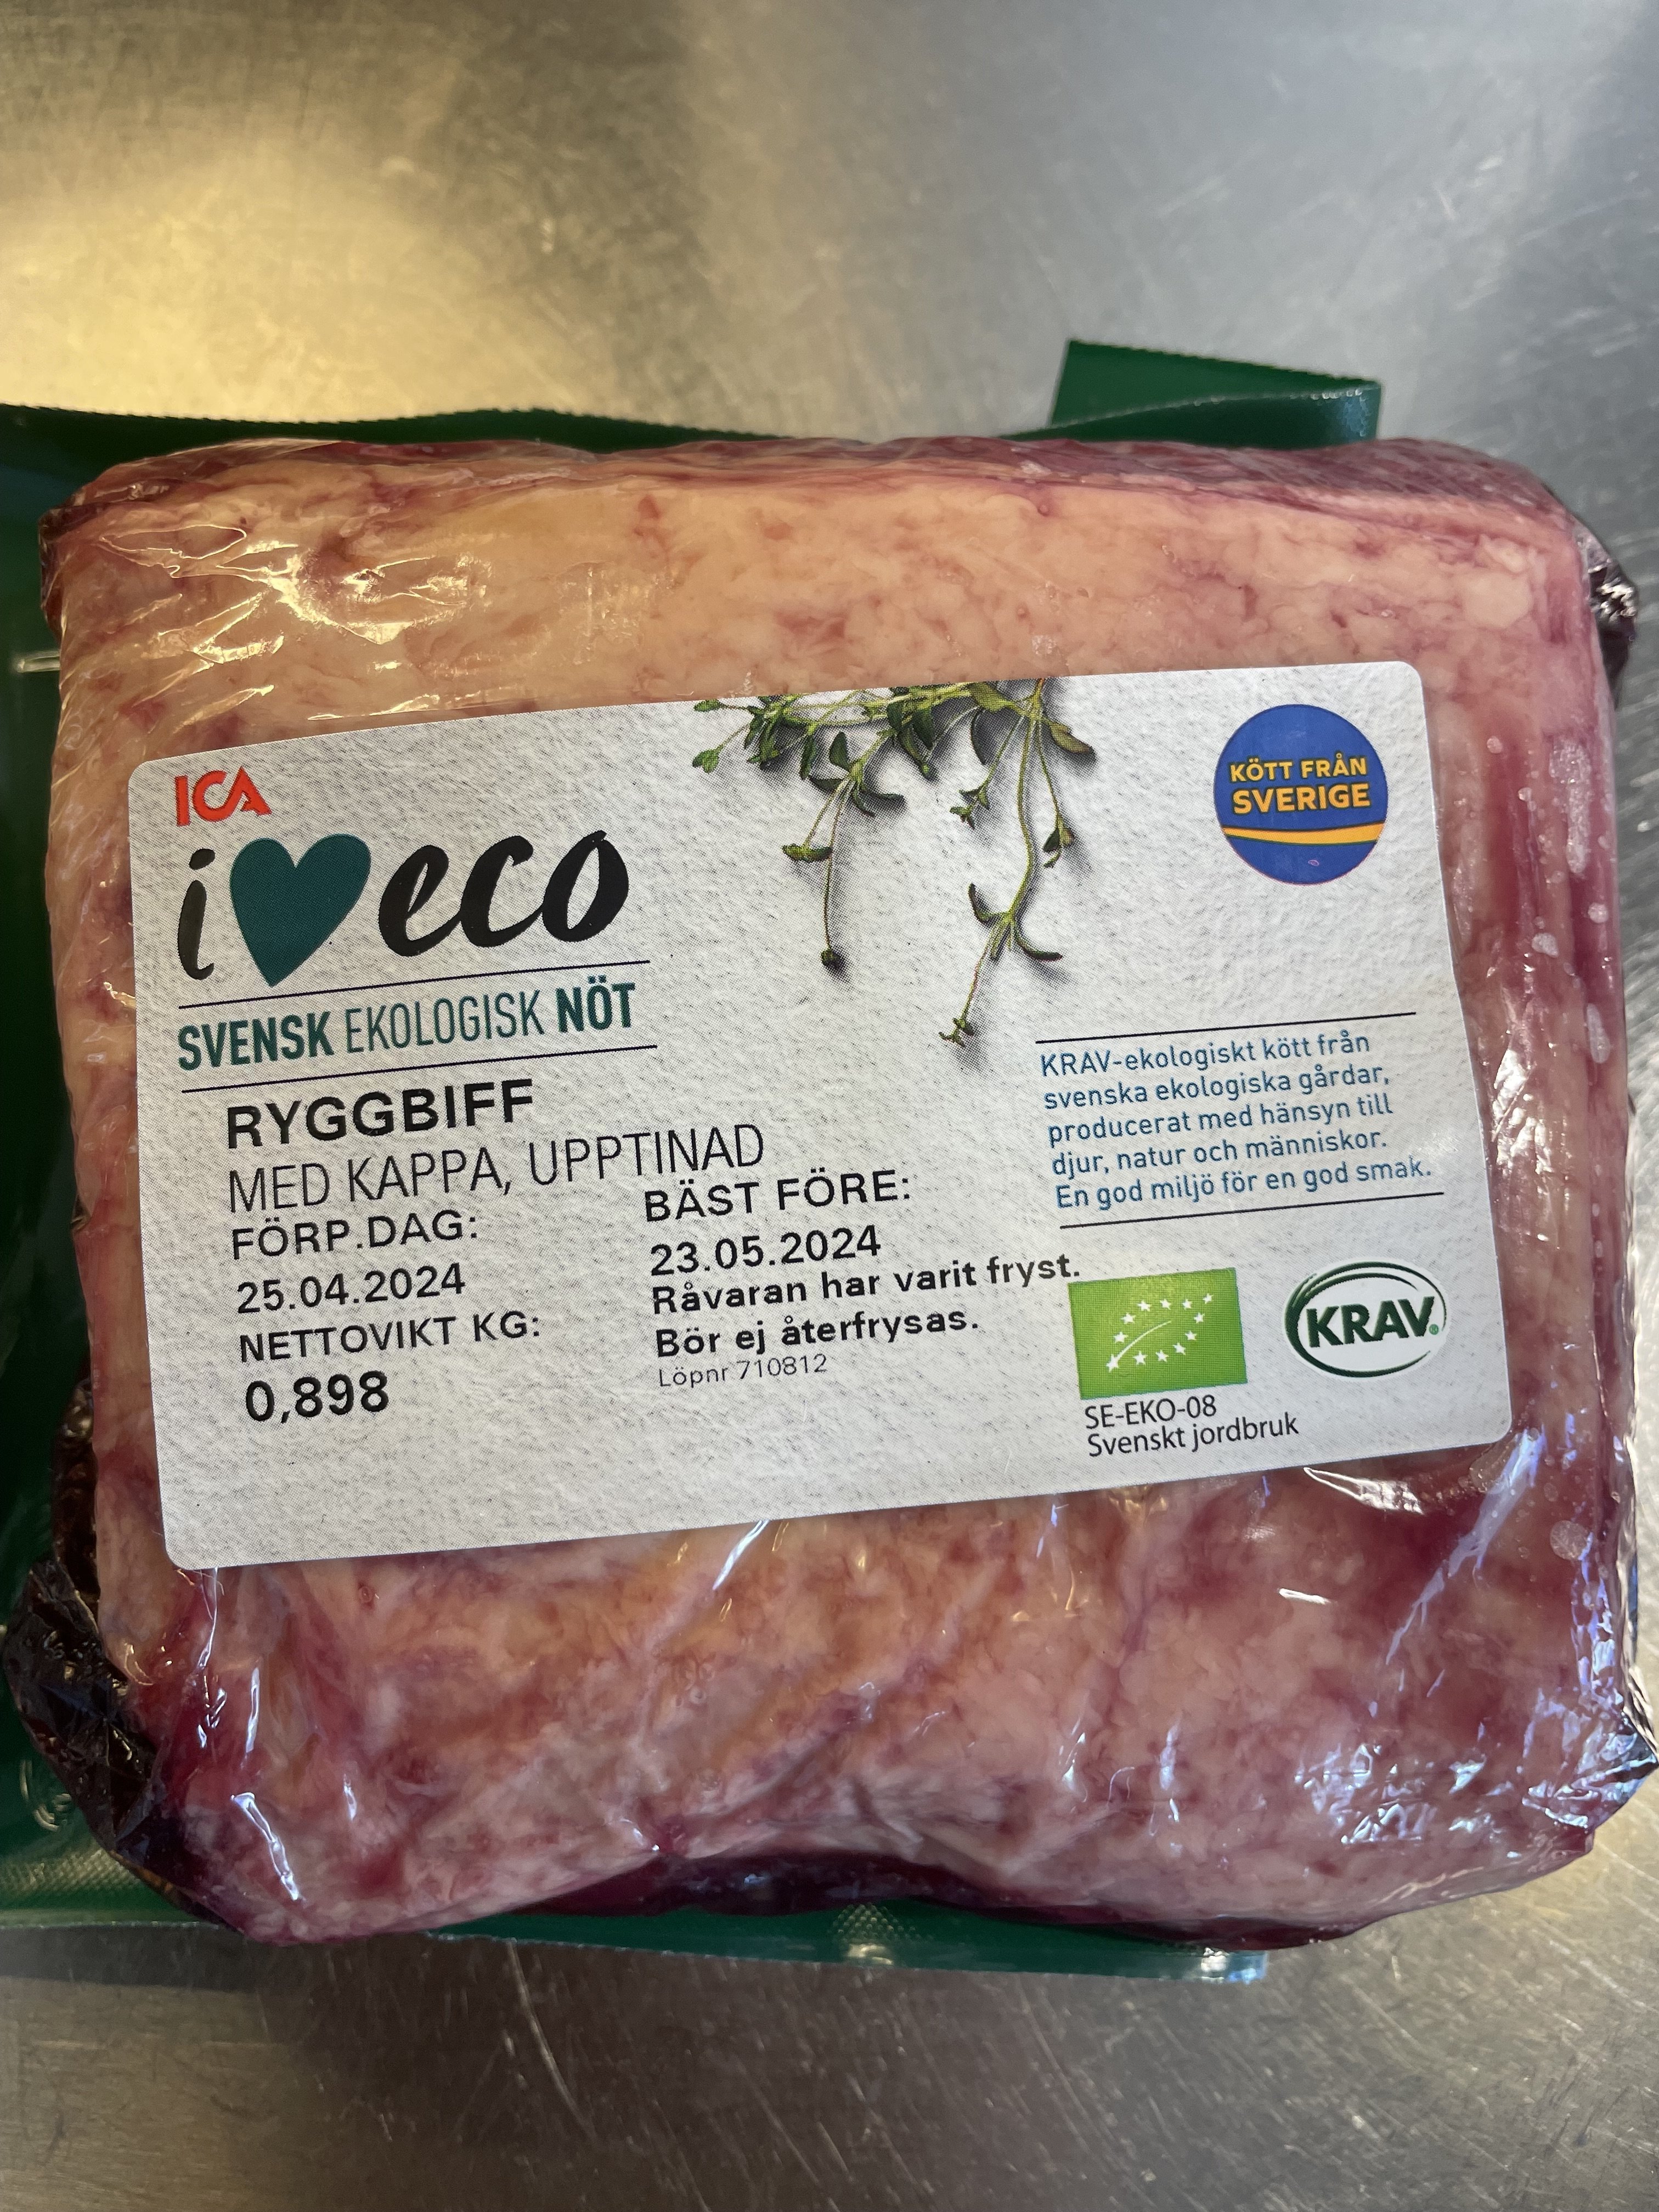 ICA
i eco
SVENSK EKOLOGISK NÖT
RYGGBIFF
MED KAPPA, UPPTINAD
FÖRP.DAG:
25.04.2024
NETTOVIKT KG:
0,898
BÄST FÖRE:
23.05.2024
Råvaran har varit fryst.
Bör ej återfrysas.
Löpnr 710812
KÖTT FRÅN
SVERIGE
KRAV-ekologiskt kött från
svenska ekologiska gårdar,
producerat med hänsyn till
djur, natur och människor.
En god miljö för en god smak.
KRAV®
SE-EKO-08
Svenskt jordbruk